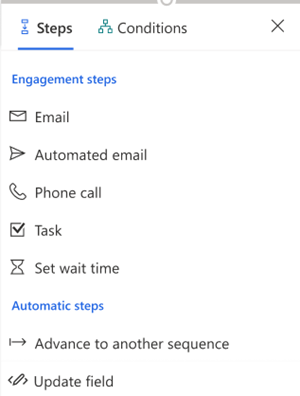 Steps Conditions
Engagement steps
Email
Automated email
Phone call
Task
Set wait time
Automatic steps
Advance to another sequence
Update field